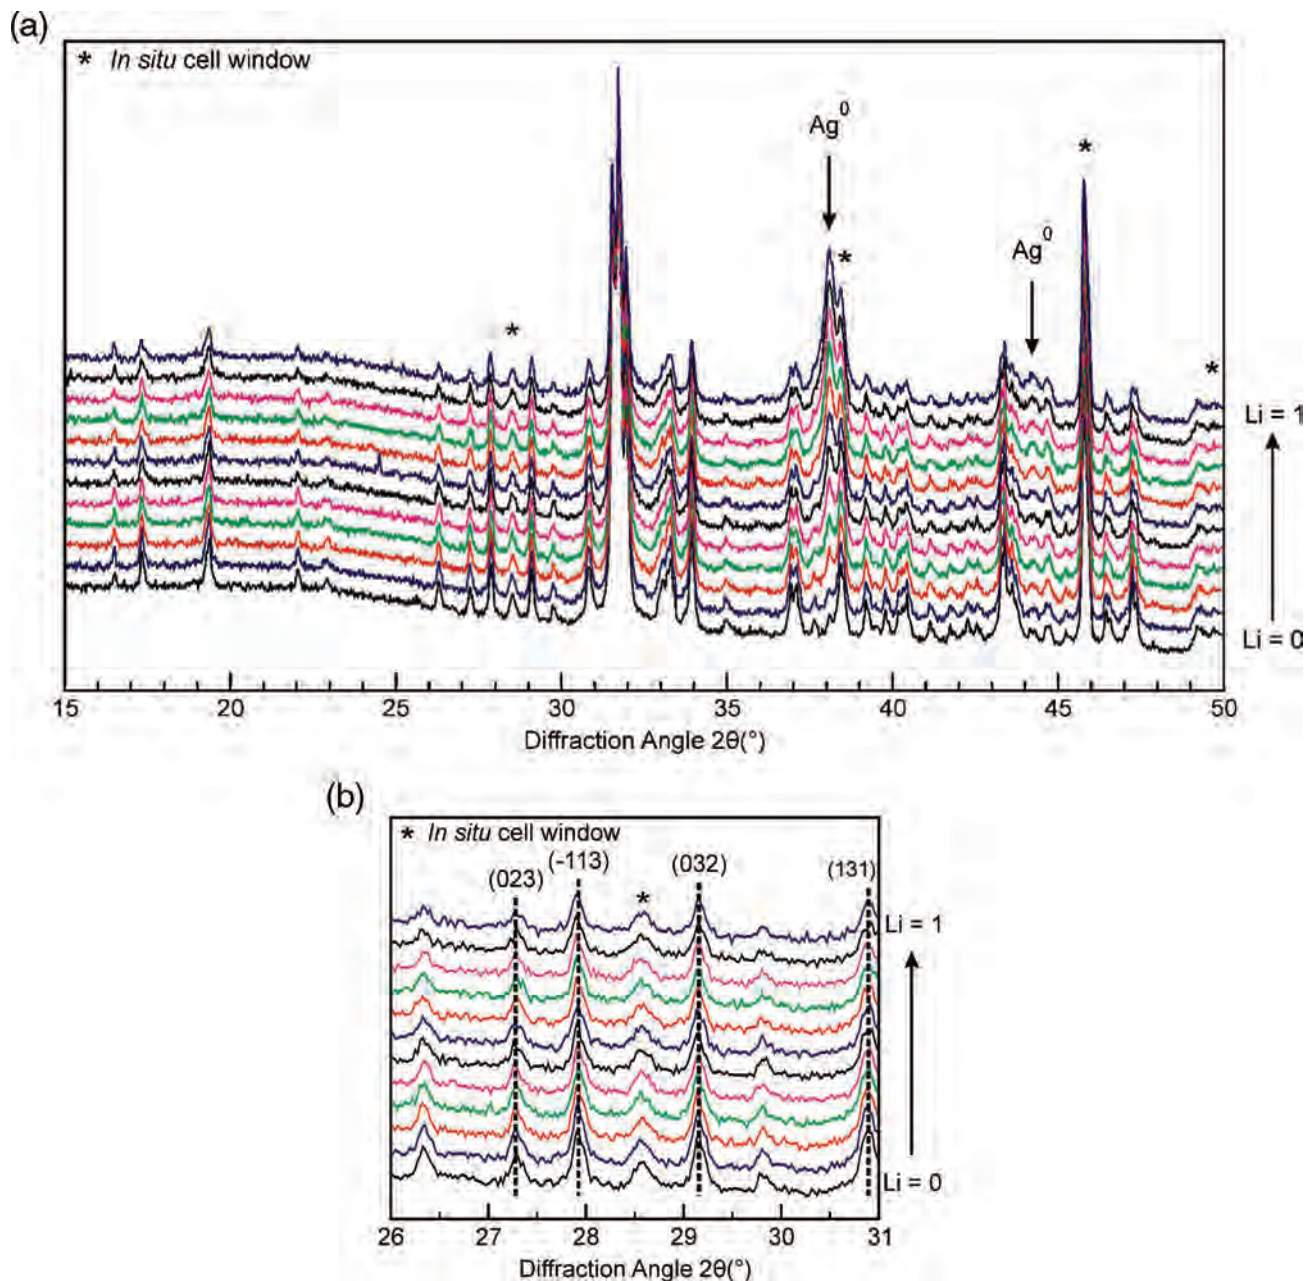 (a)
* In situ cell window
Ag0
*
Ag0
*
*
*
Li = 1
Li = 0
15 20 25 30 35 40 45 50
Diffraction Angle 2θ(°)
(b)
* In situ cell window
(-113)
(023) (032) (131)
*
Li = 1
Li = 0
26 27 28 29 30 31
Diffraction Angle 2θ(°)